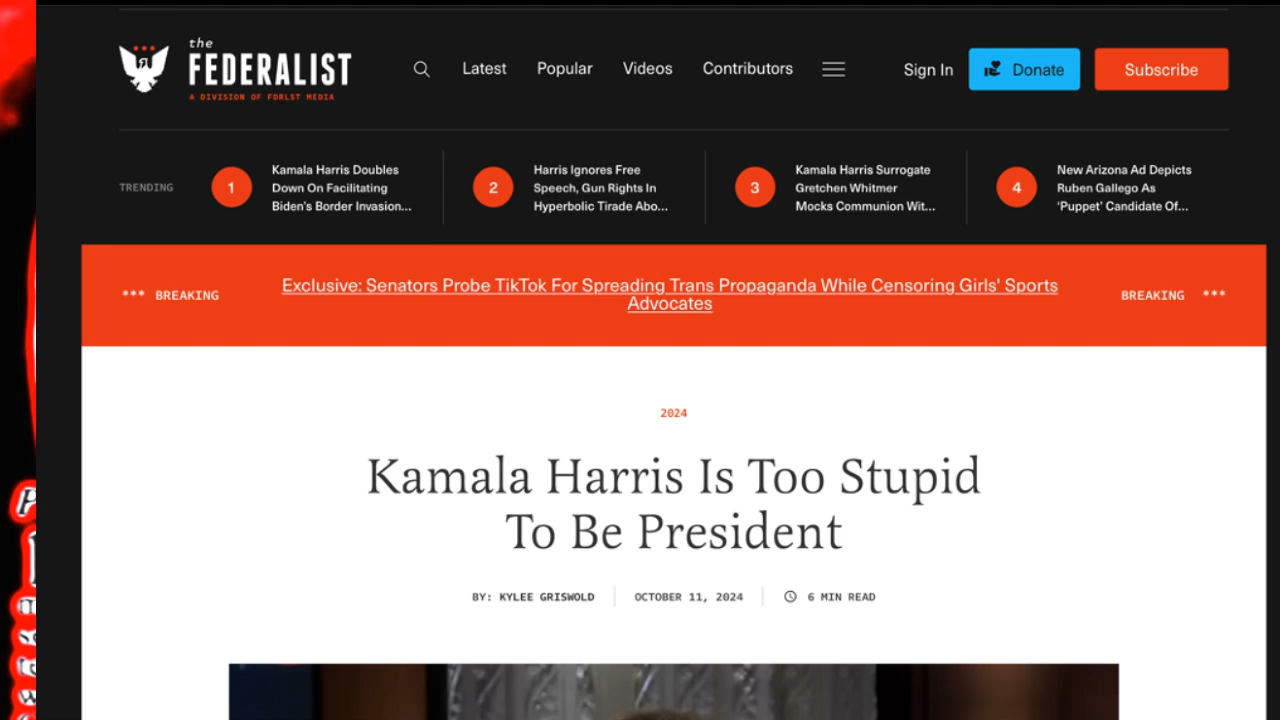 the
FEDERALIST
A DIVISION OF FDRLST MEDIA
Latest
Popular
Videos
Contributors
Sign In
Donate
Subscribe
TRENDING
1
Kamala Harris Doubles
Down On Facilitating
Biden's Border Invasion...
2
Harris Ignores Free
Speech, Gun Rights In
Hyperbolic Tirade Abo...
3
Kamala Harris Surrogate
Gretchen Whitmer
Mocks Communion Wit...
4
New Arizona Ad Depicts
Ruben Gallego As
'Puppet' Candidate Of...
*** BREAKING
Exclusive: Senators Probe TikTok For Spreading Trans Propaganda While Censoring Girls' Sports
Advocates
BREAKING ***
2024
Kamala Harris Is Too Stupid
To Be President
BY: KYLEE GRISWOLD
OCTOBER 11, 2024
6 MIN READ